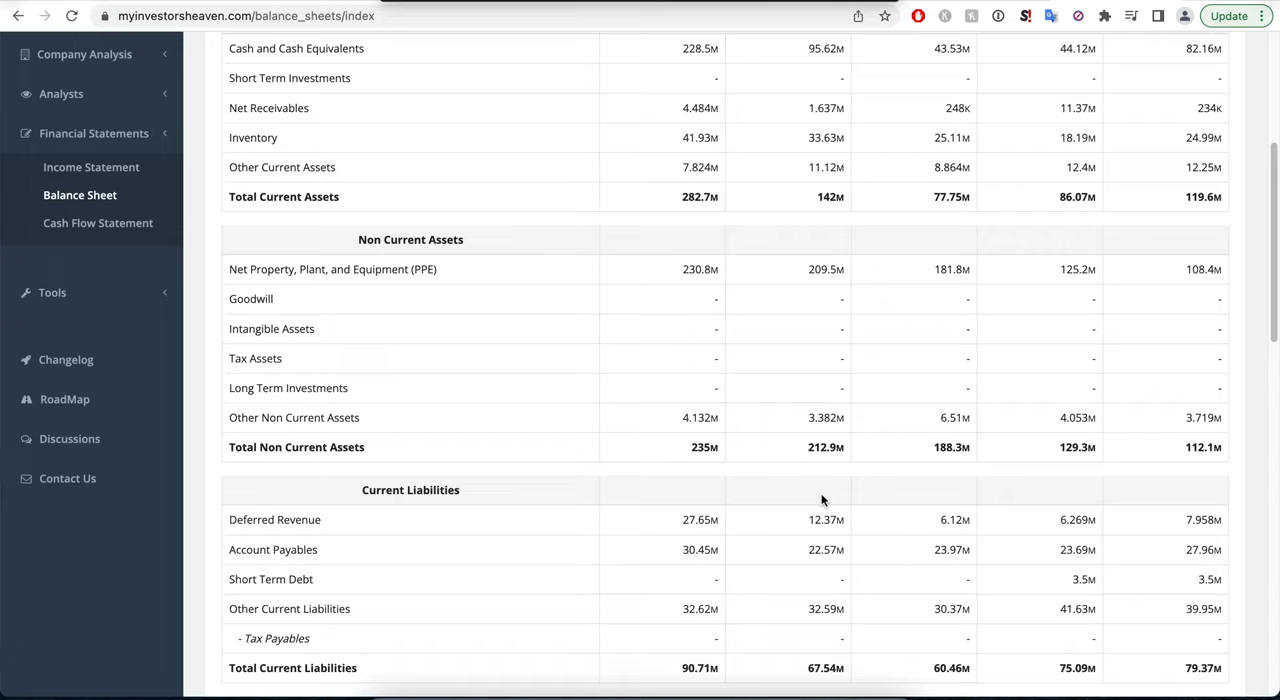 myinvestorsheaven.com/balance_sheets/index
Update
Company Analysis
Analysts
Financial Statements
Income Statement
Balance Sheet
Cash Flow Statement
Tools
Changelog
RoadMap
Discussions
Contact Us
Cash and Cash Equivalents 228.5M 95.62M 43.53M 44.12M 82.16M
Short Term Investments - - - - -
Net Receivables 4.484M 1.637M 248K 11.37M 234K
Inventory 41.93M 33.63M 25.11M 18.19M 24.99M
Other Current Assets 7.824M 11.12M 8.864M 12.4M 12.25M
Total Current Assets 282.7M 142M 77.75M 86.07M 119.6M
Non Current Assets
Net Property, Plant, and Equipment (PPE) 230.8M 209.5M 181.8M 125.2M 108.4M
Goodwill - - - - -
Intangible Assets - - - - -
Tax Assets - - - - -
Long Term Investments - - - - -
Other Non Current Assets 4.132M 3.382M 6.51M 4.053M 3.719M
Total Non Current Assets 235M 212.9M 188.3M 129.3M 112.1M
Current Liabilities
Deferred Revenue 27.65M 12.37M 6.12M 6.269M 7.958M
Account Payables 30.45M 22.57M 23.97M 23.69M 27.96M
Short Term Debt - - - 3.5M 3.5M
Other Current Liabilities 32.62M 32.59M 30.37M 41.63M 39.95M
- Tax Payables - - - - -
Total Current Liabilities 90.71M 67.54M 60.46M 75.09M 79.37M